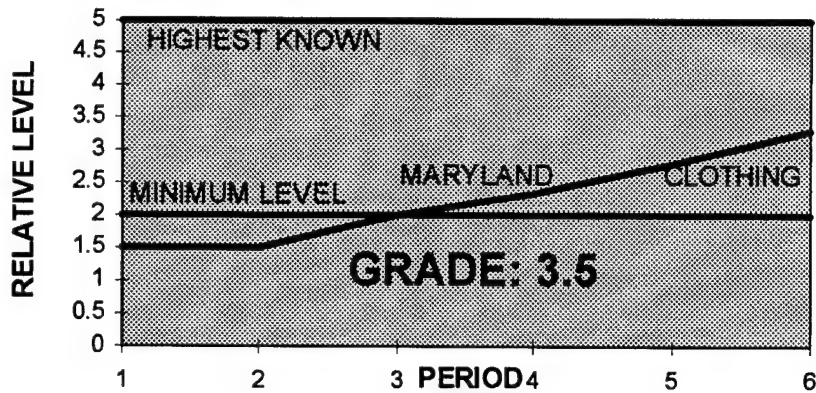 5
HIGHEST KNOWN
4.5
4
3.5
3
MARYLAND CLOTHING
2.5
MINIMUM LEVEL
2
1.5
GRADE: 3.5
1
0.5
0
RELATIVE LEVEL
1 2 3 PERIOD 4 5 6